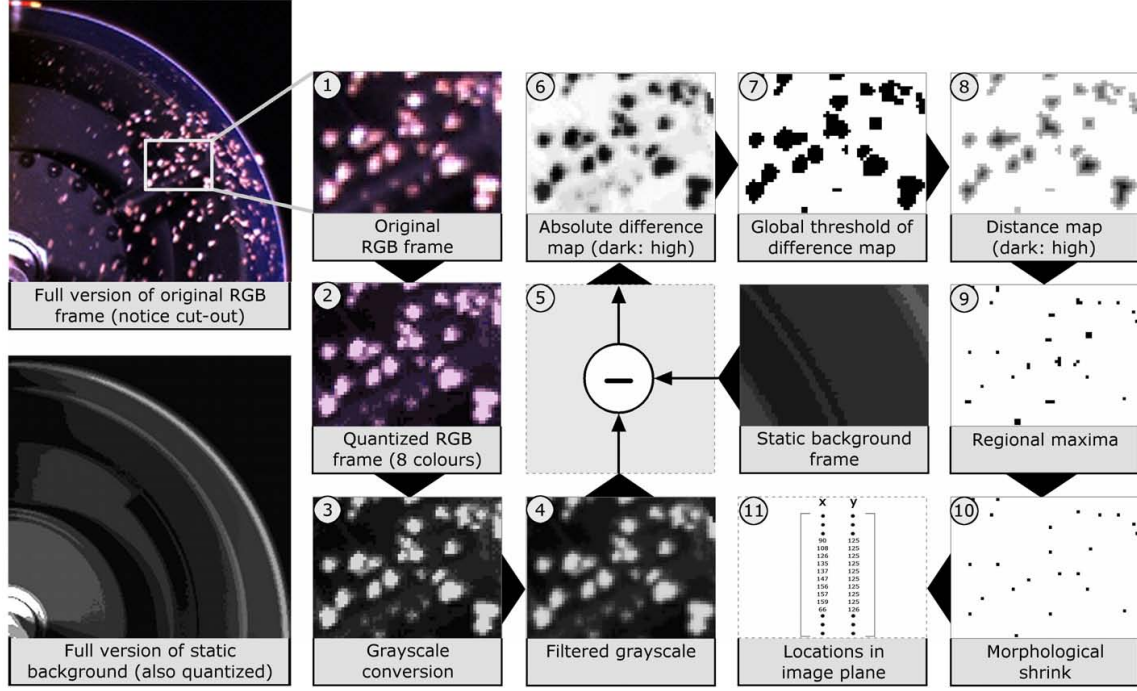 Full version of original RGB
frame (notice cut-out)
Full version of static
background (also quantized)
1
Original
RGB frame
2
Quantized RGB
frame (8 colours)
3
Grayscale
conversion
4
Filtered grayscale
5
6
Absolute difference
map (dark: high)
7
Global threshold of
difference map
8
Distance map
(dark: high)
Static background
frame
9
Regional maxima
10
Morphological
shrink
11
x y
90 125
108 125
126 125
135 125
137 125
147 125
156 125
157 125
159 125
66 126
Locations in
image plane